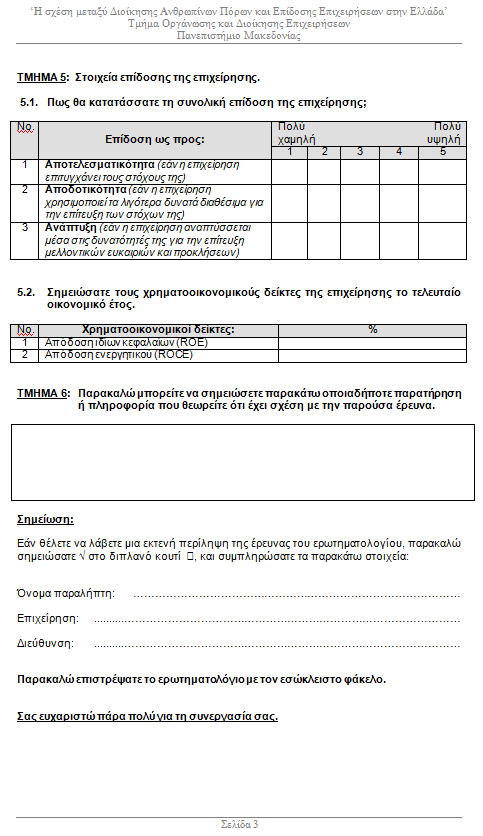 ‘Η σχέση μεταξύ Διοίκησης Ανθρωπίνων Πόρων και Επίδοσης Επιχειρήσεων στην Ελλάδα’
Τμήμα Οργάνωσης και Διοίκησης Επιχειρήσεων
Πανεπιστήμιο Μακεδονίας
ΤΜΗΜΑ 5: Στοιχεία επίδοσης της επιχείρησης.
5.1. Πως θα κατατάσσατε τη συνολική επίδοση της επιχείρησης;
Νο. Επίδοση ως προς: Πολύ χαμηλή Πολύ υψηλή
1 2 3 4 5
1 Αποτελεσματικότητα (εάν η επιχείρηση
επιτυγχάνει τους στόχους της)
2 Αποδοτικότητα (εάν η επιχείρηση
χρησιμοποιεί τα λιγότερα δυνατά διαθέσιμα για
την επίτευξη των στόχων της)
3 Ανάπτυξη (εάν η επιχείρηση αναπτύσσεται
μέσα στις δυνατότητές της για την επίτευξη
μελλοντικών ευκαιριών και προκλήσεων)
5.2. Σημειώσατε τους χρηματοοικονομικούς δείκτες της επιχείρησης το τελευταίο
οικονομικό έτος.
Νο. Χρηματοοικονομικοί δείκτες: %
1 Απόδοση ιδίων κεφαλαίων (ROE)
2 Απόδοση ενεργητικού (ROCE)
ΤΜΗΜΑ 6: Παρακαλώ μπορείτε να σημειώσετε παρακάτω οποιαδήποτε παρατήρηση
ή πληροφορία που θεωρείτε ότι έχει σχέση με την παρούσα έρευνα.
Σημείωση:
Εάν θέλετε να λάβετε μια εκτενή περίληψη της έρευνας του ερωτηματολογίου, παρακαλώ
σημειώσατε √ στο διπλανό κουτί □, και συμπληρώσατε τα παρακάτω στοιχεία:
Όνομα παραλήπτη: ……………………………………………………………………
Επιχείρηση: ……………………………………………………………………………
Διεύθυνση: ……………………………………………………………………………
Παρακαλώ επιστρέψατε το ερωτηματολόγιο με τον εσώκλειστο φάκελο.
Σας ευχαριστώ πάρα πολύ για τη συνεργασία σας.
Σελίδα 3